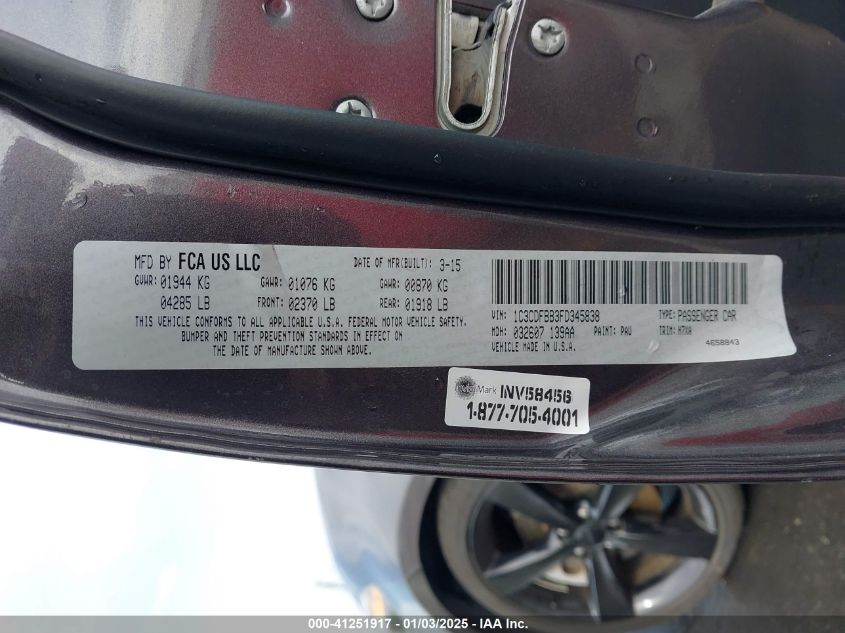 MFD BY FCA US LLC DATE OF MFR(BUILT): 3-15
GVWR: 01944 KG GAWR: 01076 KG GAWR: 00870 KG
04285 LB FRONT: 02370 LB REAR: 01918 LB
THIS VEHICLE CONFORMS TO ALL APPLICABLE U.S.A. FEDERAL MOTOR VEHICLE SAFETY,
BUMPER AND THEFT PREVENTION STANDARDS IN EFFECT ON
THE DATE OF MANUFACTURE SHOWN ABOVE.
VIN: 1C3CDFBB3FD345838 TYPE: PASSENGER CAR
MDH: 032607 139AA PAINT: PAU TRIM: H7XA
VEHICLE MADE IN U.S.A. 4658843
Mark INV58456
1-877-705-4001
000-41251917 - 01/03/2025 - IAA Inc.